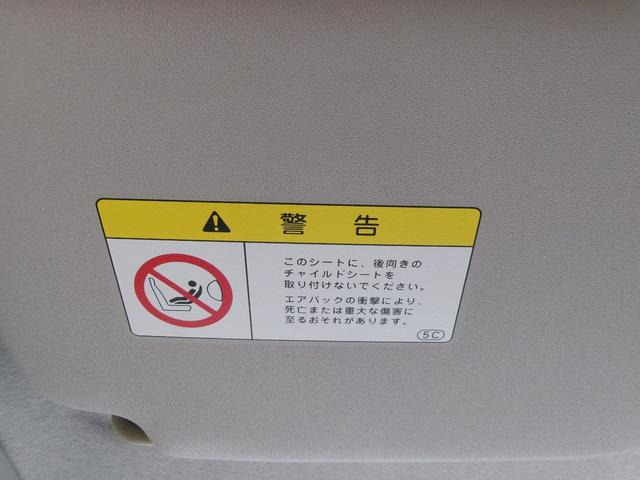 警告
このシートに、後向きの
チャイルドシートを
取り付けないでください。
エアバックの衝撃により、
死亡または重大な傷害に
至るおそれがあります。
5C